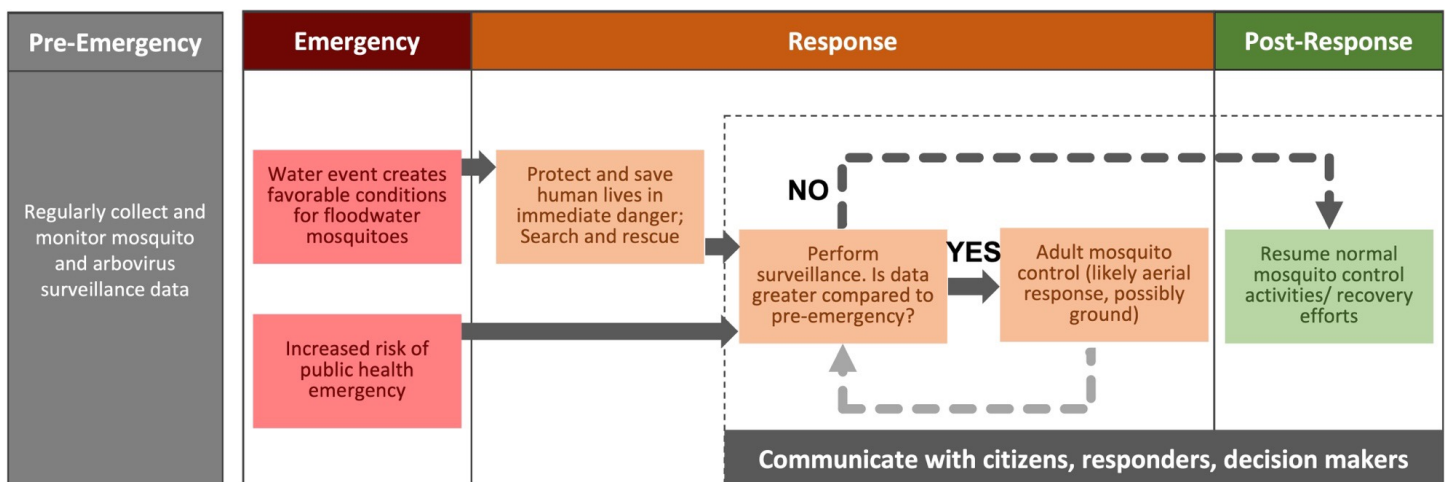 Pre-Emergency
Emergency
Response
Post-Response
Regularly collect and
monitor mosquito
and arbovirus
surveillance data
Water event creates
favorable conditions
for floodwater
mosquitoes
Increased risk of
public health
emergency
Protect and save
human lives in
immediate danger;
Search and rescue
Perform
surveillance. Is data
greater compared to
pre-emergency?
NO
YES
Adult mosquito
control (likely aerial
response, possibly
ground)
Resume normal
mosquito control
activities/ recovery
efforts
Communicate with citizens, responders, decision makers